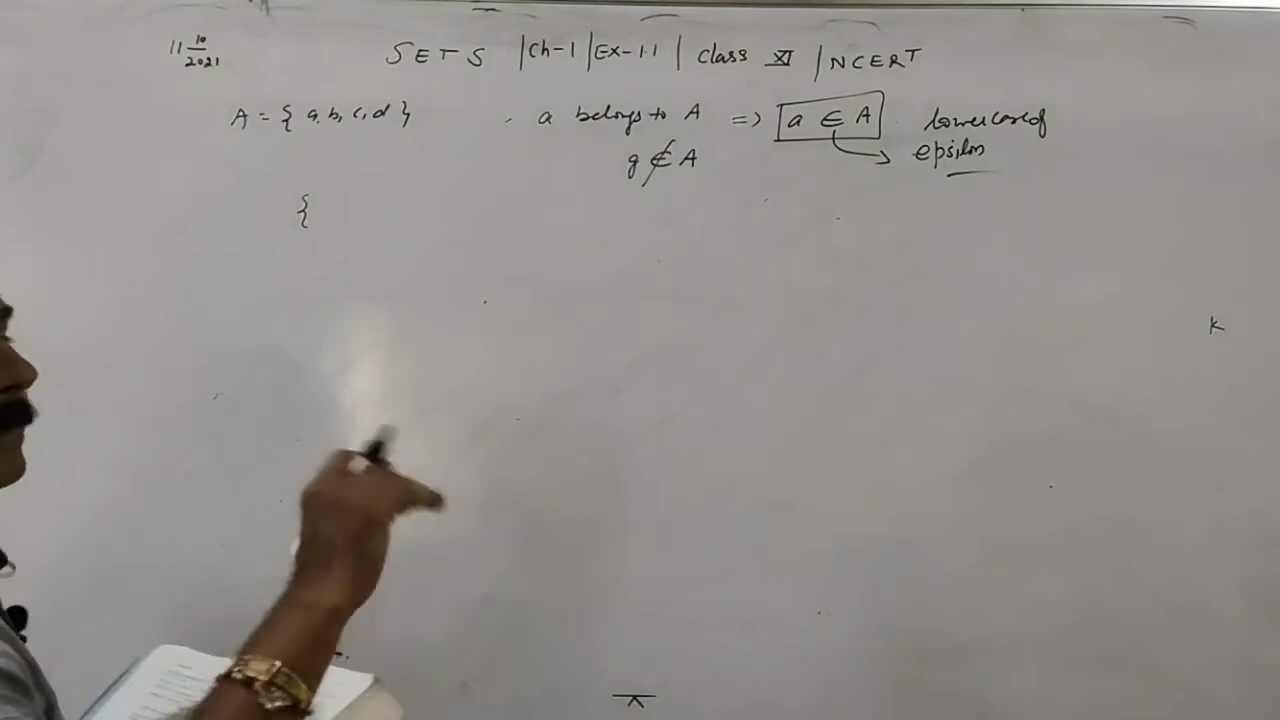 11 10/2021
SETS |Ch-1|Ex-1.1| Class XI |NCERT
A = { a, b, c, d } a belongs to A => a ∈ A lowercase of
g ∉ A epsilon
{
K